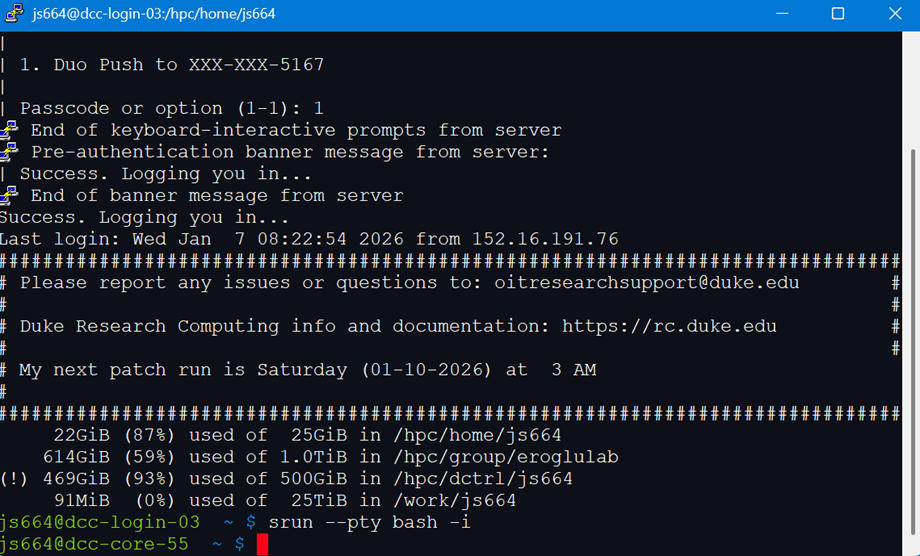 js664@dcc-login-03:/hpc/home/js664
|
| 1. Duo Push to XXX-XXX-5167
|
| Passcode or option (1-1): 1
End of keyboard-interactive prompts from server
Pre-authentication banner message from server:
| Success. Logging you in...
End of banner message from server
Success. Logging you in...
Last login: Wed Jan  7 08:22:54 2026 from 152.16.191.76
################################################################################
# Please report any issues or questions to: oitresearchsupport@duke.edu        #
#                                                                              #
# Duke Research Computing info and documentation: https://rc.duke.edu          #
#                                                                              #
# My next patch run is Saturday (01-10-2026) at  3 AM
#
################################################################################
     22GiB (87%) used of  25GiB in /hpc/home/js664
    614GiB (59%) used of 1.0TiB in /hpc/group/eroglulab
(!) 469GiB (93%) used of 500GiB in /hpc/dctrl/js664
     91MiB  (0%) used of  25TiB in /work/js664
js664@dcc-login-03  ~ $ srun --pty bash -i
js664@dcc-core-55  ~ $